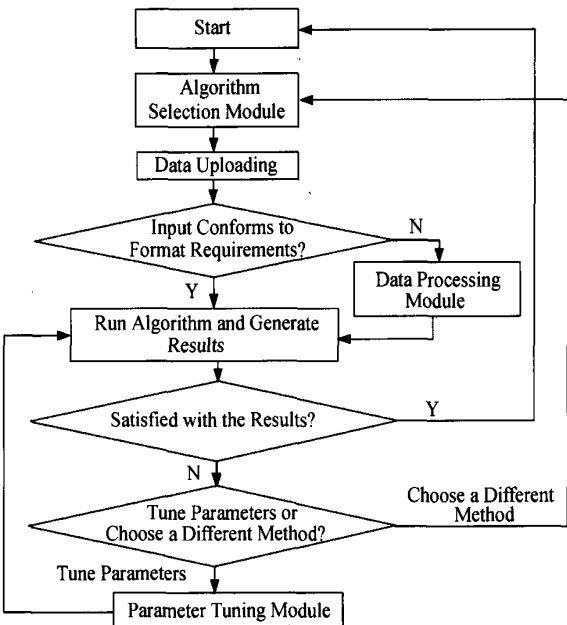 Start
Algorithm
Selection Module
Data Uploading
Input Conforms to
Format Requirements?
N
Y
Data Processing
Module
Run Algorithm and Generate
Results
Satisfied with the Results?
Y
N
Tune Parameters or
Choose a Different Method?
Choose a Different
Method
Tune Parameters
Parameter Tuning Module